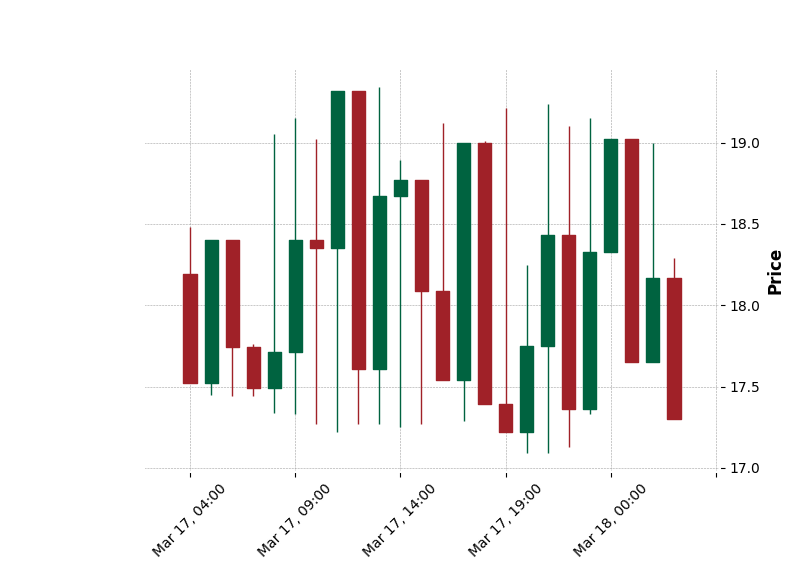 19.0
18.5
18.0
17.5
17.0
Price
Mar 17, 04:00
Mar 17, 09:00
Mar 17, 14:00
Mar 17, 19:00
Mar 18, 00:00